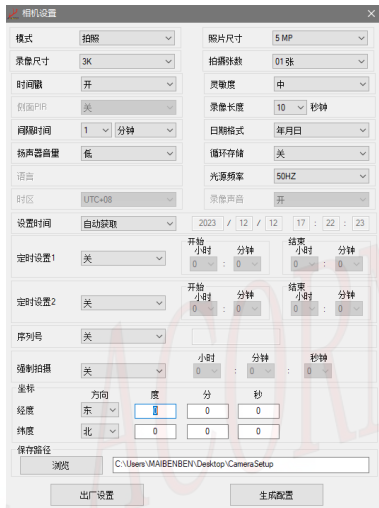 相机设置
模式 拍照 照片尺寸 5 MP
录像尺寸 3K 拍摄张数 01 张
时间戳 开 灵敏度 中
侧面PIR 关 录像长度 10 秒钟
间隔时间 1 分钟 日期格式 年月日
扬声器音量 低 循环存储 关
语言 光源频率 50HZ
时区 UTC+08 录像声音 开
设置时间 自动获取 2023 / 12 / 12 17 : 22 : 23
开始 结束
小时 分钟 小时 分钟
定时设置1 关 0 : 0 0 : 0
开始 结束
小时 分钟 小时 分钟
定时设置2 关 0 : 0 0 : 0
序列号 关
小时 分钟 秒钟
强制拍摄 关 0 : 0 : 0
坐标
方向 度 分 秒
经度 东 0 0 0
纬度 北 0 0 0
保存路径
浏览 C:\Users\MAIBENBEN\Desktop\CameraSetup
出厂设置 生成配置
ACORN